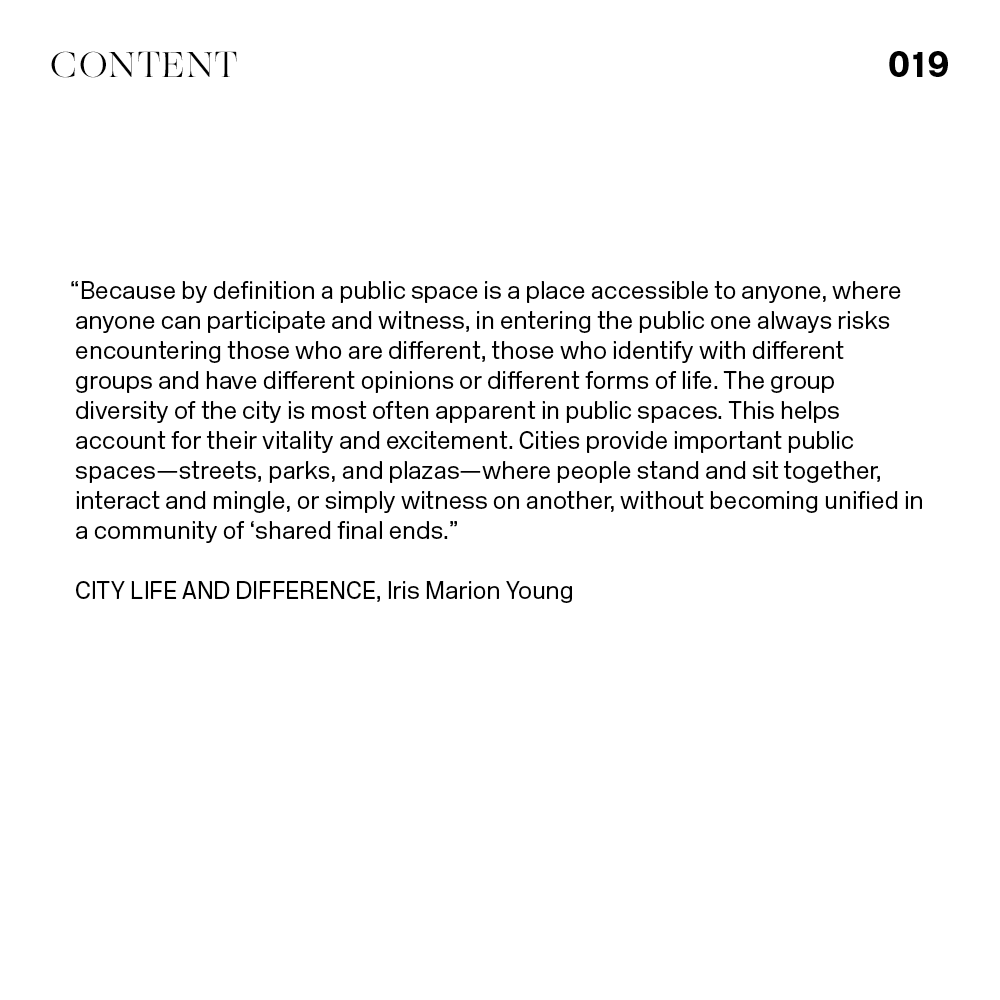 CONTENT
019
“Because by definition a public space is a place accessible to anyone, where
anyone can participate and witness, in entering the public one always risks
encountering those who are different, those who identify with different
groups and have different opinions or different forms of life. The group
diversity of the city is most often apparent in public spaces. This helps
account for their vitality and excitement. Cities provide important public
spaces—streets, parks, and plazas—where people stand and sit together,
interact and mingle, or simply witness on another, without becoming unified in
a community of ‘shared final ends.”
CITY LIFE AND DIFFERENCE, Iris Marion Young